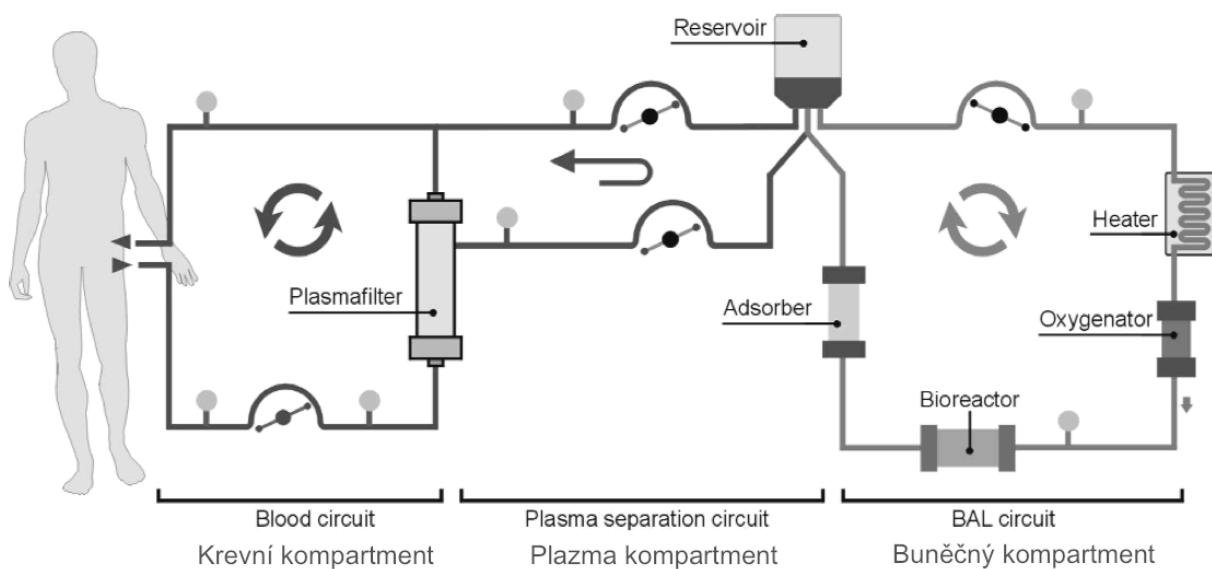 Reservoir
Heater
Plasmafilter
Adsorber
Oxygenator
Bioreactor
Blood circuit
Plasma separation circuit
BAL circuit
Krevní kompartment
Plazma kompartment
Buněčný kompartment